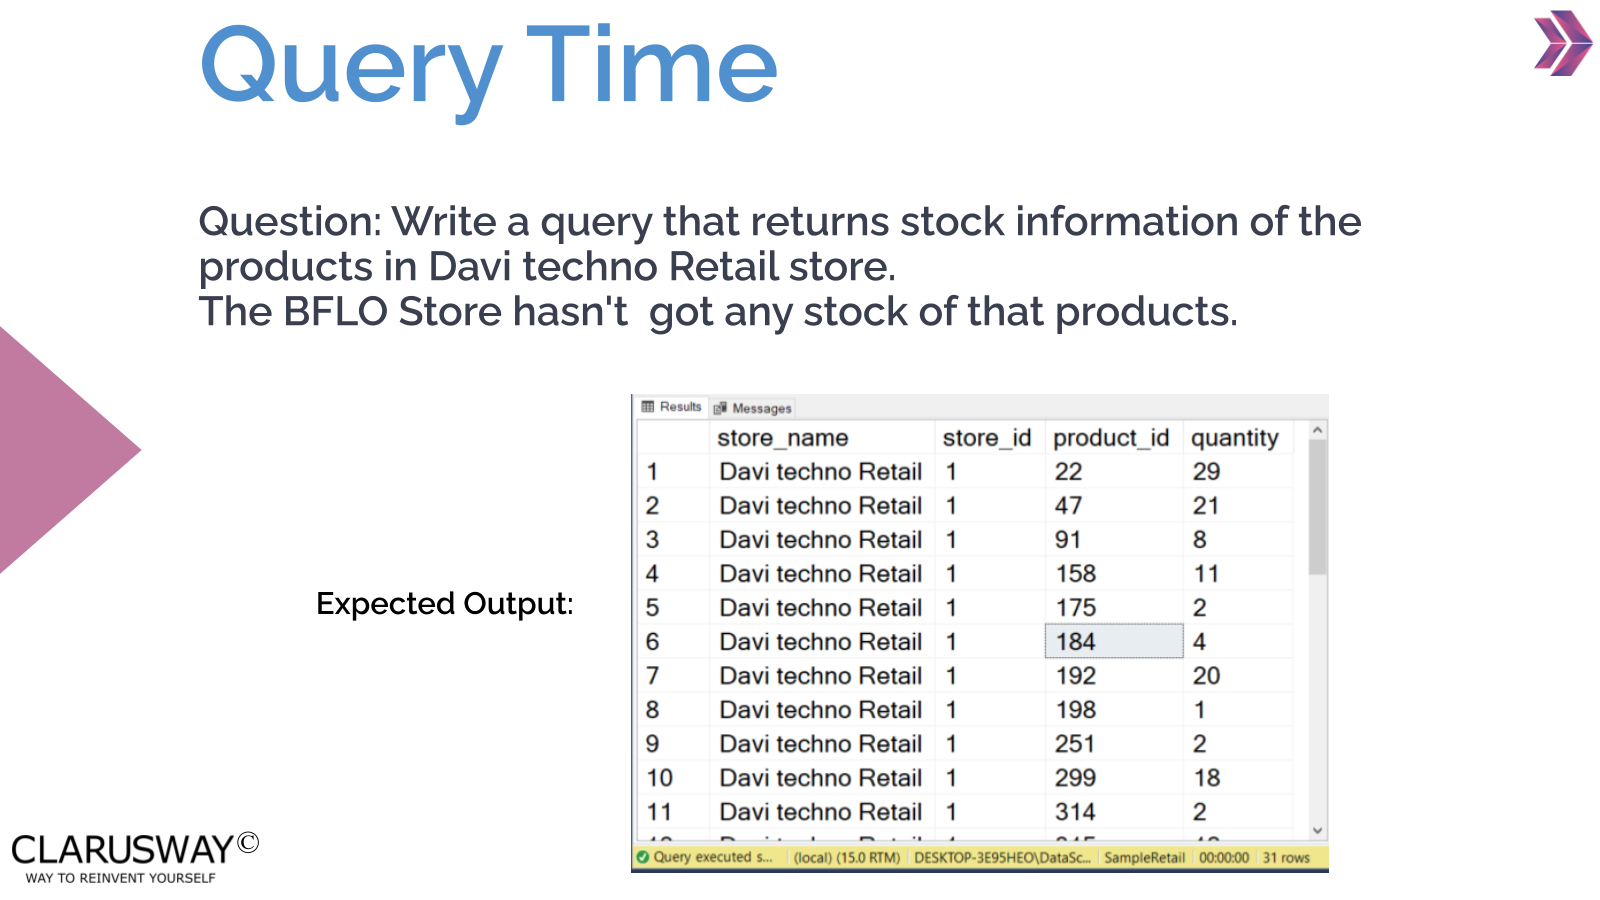 Query Time
Question: Write a query that returns stock information of the
products in Davi techno Retail store.
The BFLO Store hasn't  got any stock of that products.
Expected Output:
Results Messages
store_name store_id product_id quantity
1 Davi techno Retail 1 22 29
2 Davi techno Retail 1 47 21
3 Davi techno Retail 1 91 8
4 Davi techno Retail 1 158 11
5 Davi techno Retail 1 175 2
6 Davi techno Retail 1 184 4
7 Davi techno Retail 1 192 20
8 Davi techno Retail 1 198 1
9 Davi techno Retail 1 251 2
10 Davi techno Retail 1 299 18
11 Davi techno Retail 1 314 2
Query executed s... (local) (15.0 RTM) DESKTOP-3E95HEO\DataSc... SampleRetail 00:00:00 31 rows
CLARUSWAY©
WAY TO REINVENT YOURSELF